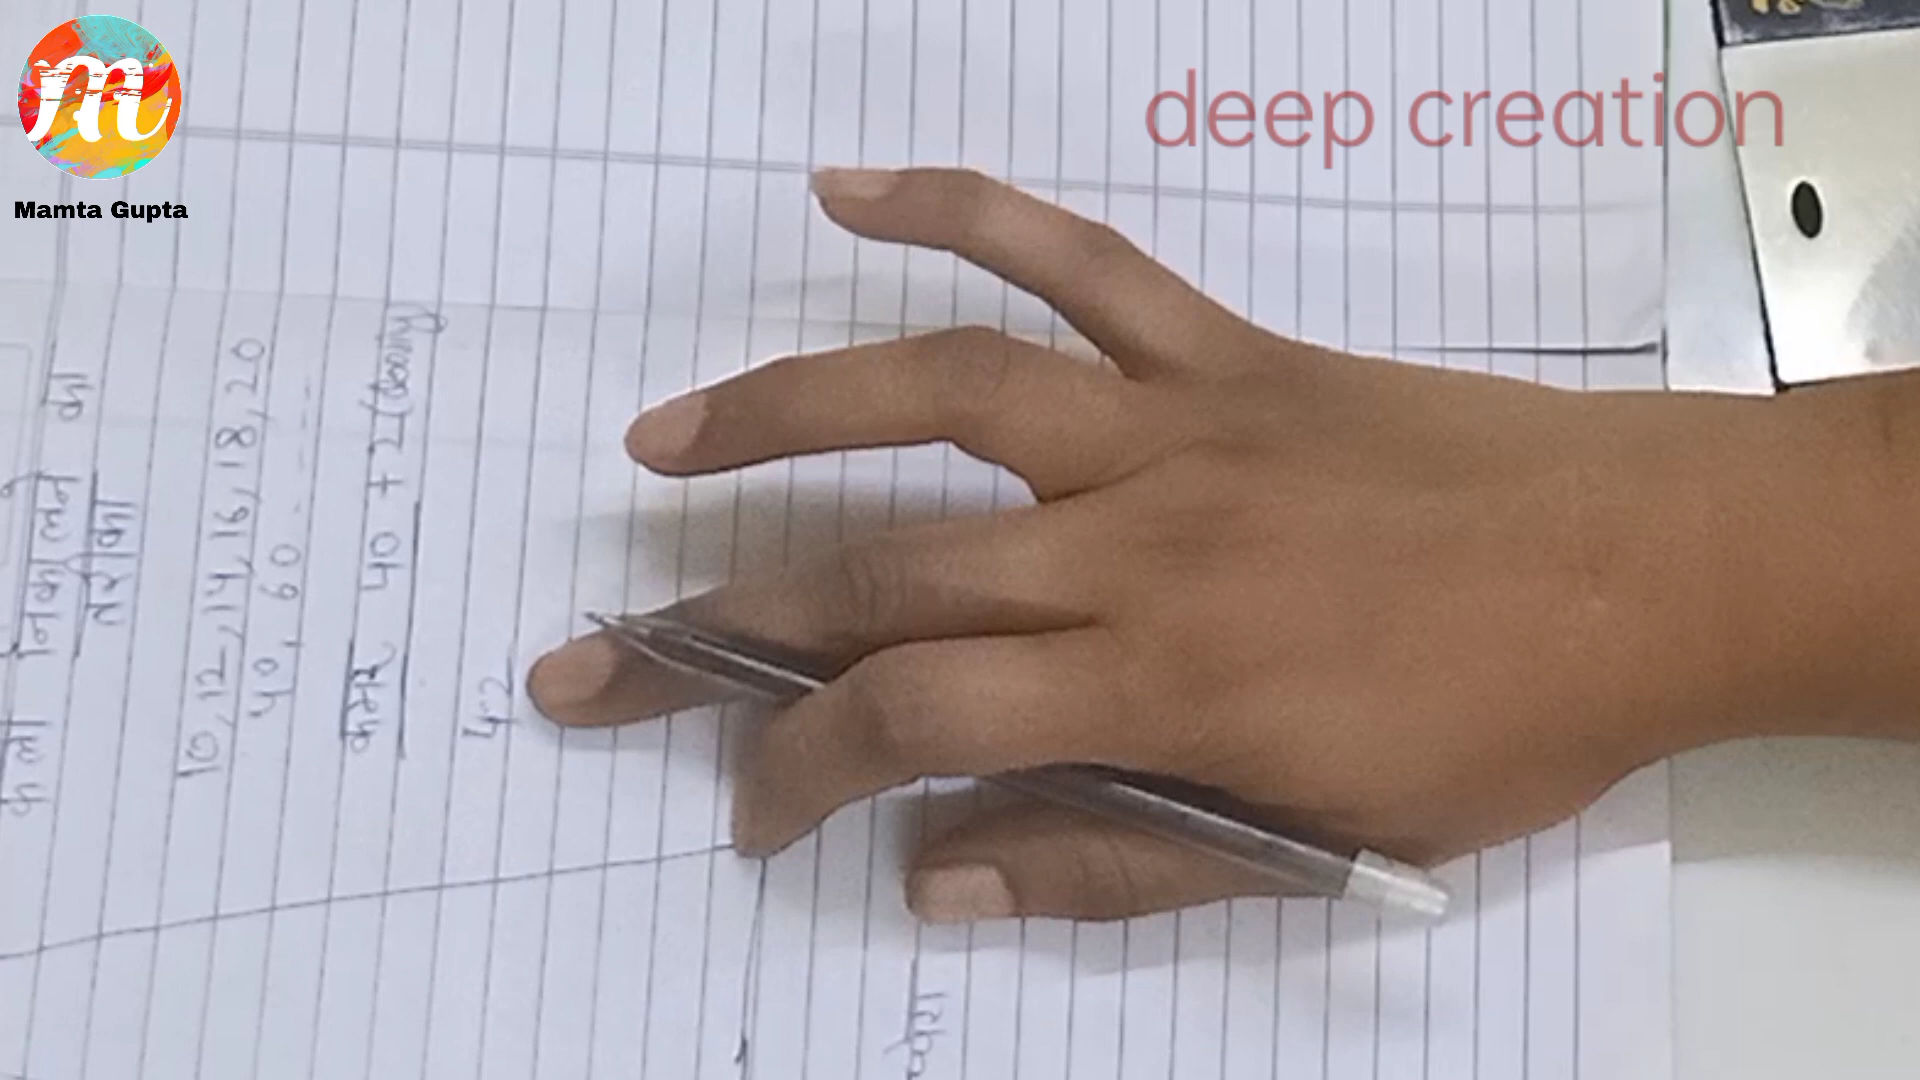 deep creation
Mamta Gupta
कली निकालने का
तरीका
10, 12, 14, 16, 18, 20
40, 60 - - - -
कमर 40 + 2 (loosing
42